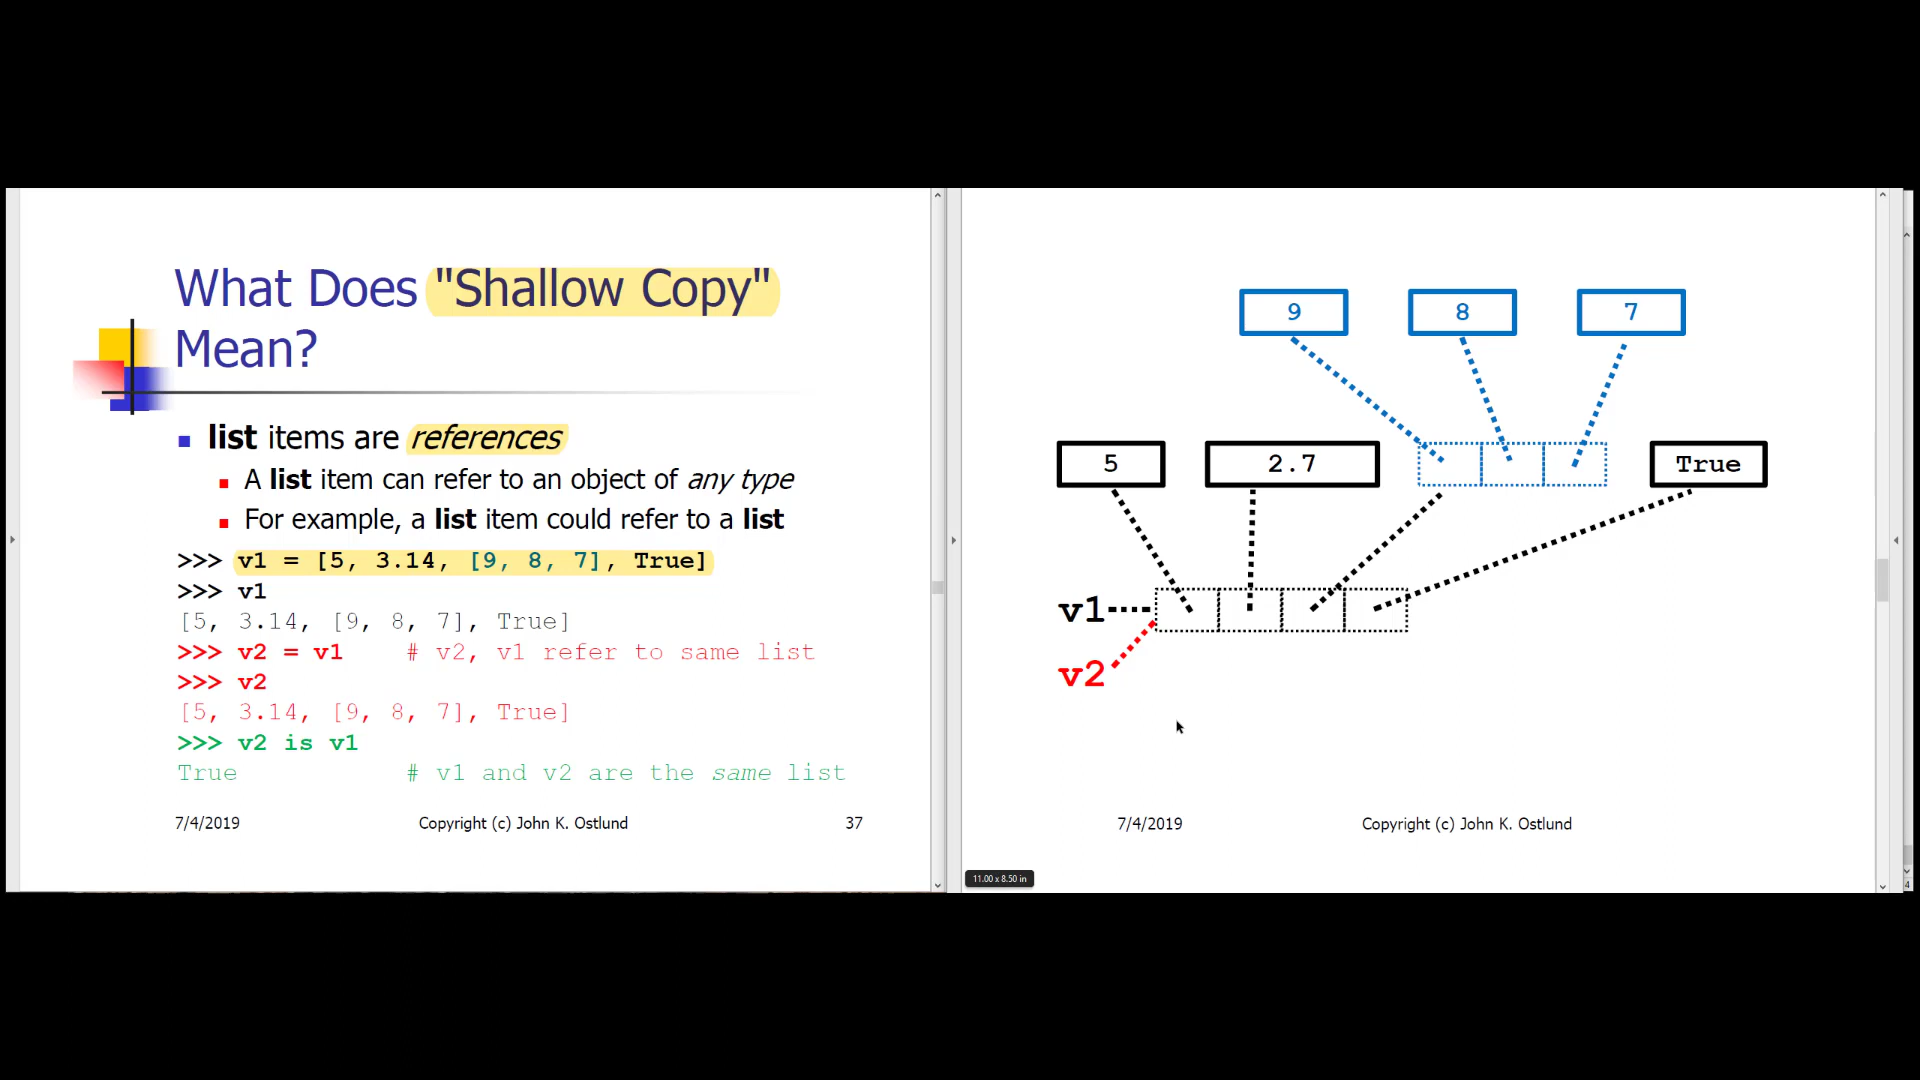 What Does "Shallow Copy"
Mean?
list items are references
A list item can refer to an object of any type
For example, a list item could refer to a list
>>> v1 = [5, 3.14, [9, 8, 7], True]
>>> v1
[5, 3.14, [9, 8, 7], True]
>>> v2 = v1    # v2, v1 refer to same list
>>> v2
[5, 3.14, [9, 8, 7], True]
>>> v2 is v1
True           # v1 and v2 are the same list
7/4/2019 Copyright (c) John K. Ostlund 37
9 8 7
5 2.7 True
v1
v2
7/4/2019 Copyright (c) John K. Ostlund
11.00 x 8.50 in
4